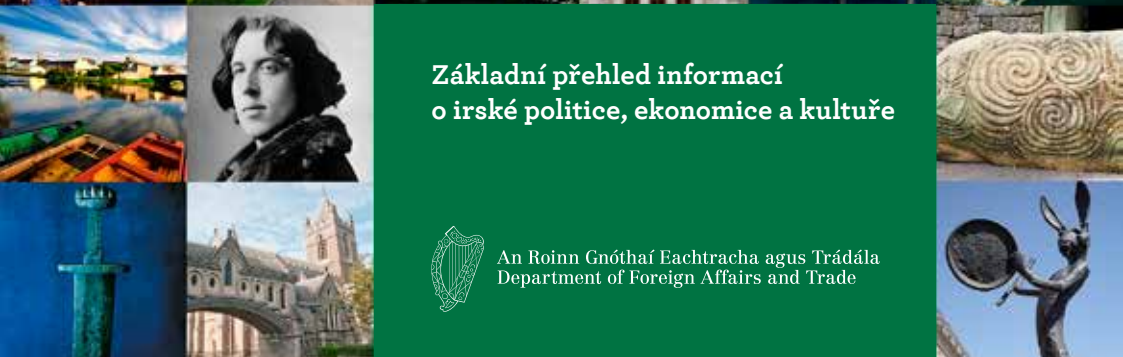 Základní přehled informací
o irské politice, ekonomice a kultuře
An Roinn Gnóthaí Eachtracha agus Trádála
Department of Foreign Affairs and Trade